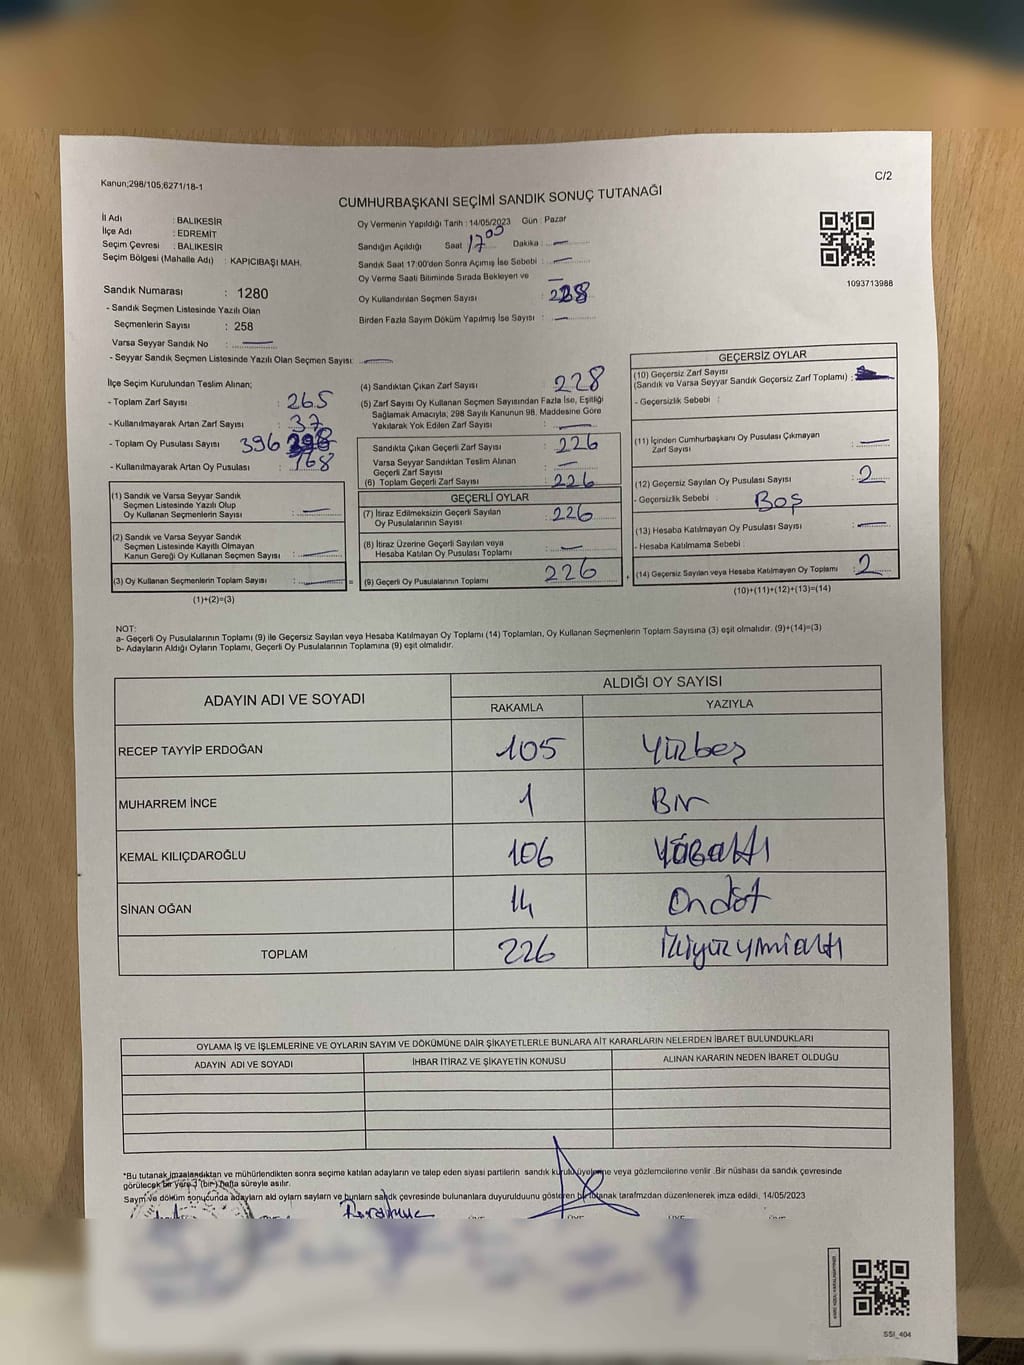 Kanun;298/105,6271/18-1
C/2
CUMHURBAŞKANI SEÇİMİ SANDIK SONUÇ TUTANAĞI
İl Adı : BALIKESİR
İlçe Adı : EDREMİT
Seçim Çevresi : BALIKESİR
Seçim Bölgesi (Mahalle Adı) : KAPICIBAŞI MAH.
Sandık Numarası : 1280
- Sandık Seçmen Listesinde Yazılı Olan
Seçmenlerin Sayısı : 258
Varsa Seyyar Sandık No : —
- Seyyar Sandık Seçmen Listesinde Yazılı Olan Seçmen Sayısı: —
Oy Vermenin Yapıldığı Tarih : 14/05/2023 Gün : Pazar
Sandığın Açıldığı Saat 17:00 Dakika : —
Sandık Saat 17:00'den Sonra Açımış İse Sebebi : —
Oy Verme Saati Bitiminde Sırada Bekleyen ve —
Oy Kullandırılan Seçmen Sayısı : 228
Birden Fazla Sayım Döküm Yapılmış İse Sayısı : —
1093713988
İlçe Seçim Kurulundan Teslim Alınan;
- Toplam Zarf Sayısı : 265
- Kullanılmayarak Artan Zarf Sayısı : 37
- Toplam Oy Pusulası Sayısı 396
- Kullanılmayarak Artan Oy Pusulası : 168
(1) Sandık ve Varsa Seyyar Sandık
Seçmen Listesinde Yazılı Olup
Oy Kullanan Seçmenlerin Sayısı : —
(2) Sandık ve Varsa Seyyar Sandık
Seçmen Listesinde Kayıtlı Olmayan
Kanun Gereği Oy Kullanan Seçmen Sayısı : —
(3) Oy Kullanan Seçmenlerin Toplam Sayısı : — =
(1)+(2)=(3)
(4) Sandıktan Çıkan Zarf Sayısı : 228
(5) Zarf Sayısı Oy Kullanan Seçmen Sayısından Fazla İse, Eşitliği
Sağlamak Amacıyla; 298 Sayılı Kanunun 98. Maddesine Göre
Yakılarak Yok Edilen Zarf Sayısı : —
Sandıkta Çıkan Geçerli Zarf Sayısı : 226
Varsa Seyyar Sandıktan Teslim Alınan
Geçerli Zarf Sayısı : —
(6) Toplam Geçerli Zarf Sayısı : 226
GEÇERLİ OYLAR
(7) İtiraz Edilmeksizin Geçerli Sayılan
Oy Pusulalarının Sayısı : 226
(8) İtiraz Üzerine Geçerli Sayılan veya
Hesaba Katılan Oy Pusulası Toplamı : —
(9) Geçerli Oy Pusulalarının Toplamı 226 +
GEÇERSİZ OYLAR
(10) Geçersiz Zarf Sayısı
(Sandık ve Varsa Seyyar Sandık Geçersiz Zarf Toplamı) :
- Geçersizlik Sebebi :
(11) İçinden Cumhurbaşkanı Oy Pusulası Çıkmayan
Zarf Sayısı : —
(12) Geçersiz Sayılan Oy Pusulası Sayısı : 2
- Geçersizlik Sebebi : Boş
(13) Hesaba Katılmayan Oy Pusulası Sayısı : —
- Hesaba Katılmama Sebebi :
(14) Geçersiz Sayılan veya Hesaba Katılmayan Oy Toplamı : 2
(10)+(11)+(12)+(13)=(14)
NOT:
a- Geçerli Oy Pusulalarının Toplamı (9) ile Geçersiz Sayılan veya Hesaba Katılmayan Oy Toplamı (14) Toplamları, Oy Kullanan Seçmenlerin Toplam Sayısına (3) eşit olmalıdır. (9)+(14)=(3)
b- Adayların Aldığı Oyların Toplamı, Geçerli Oy Pusulalarının Toplamına (9) eşit olmalıdır.
ADAYIN ADI VE SOYADI
ALDIĞI OY SAYISI
RAKAMLA YAZIYLA
RECEP TAYYİP ERDOĞAN 105 Yüzbeş
MUHARREM İNCE 1 Bir
KEMAL KILIÇDAROĞLU 106 Yüzaltı
SİNAN OĞAN 14 Ondört
TOPLAM 226 İkiyüzyirmialtı
OYLAMA İŞ VE İŞLEMLERİNE VE OYLARIN SAYIM VE DÖKÜMÜNE DAİR ŞİKAYETLERLE BUNLARA AİT KARARLARIN NELERDEN İBARET BULUNDUKLARI
ADAYIN ADI VE SOYADI İHBAR İTİRAZ VE ŞİKAYETİN KONUSU ALINAN KARARIN NEDEN İBARET OLDUĞU
*Bu tutanak imzalandıktan ve mühürlendikten sonra seçime katılan adayların ve talep eden siyasi partilerin sandık kurulu üyelerine veya gözlemcilerine verilir .Bir nüshası da sandık çevresinde
görülecek bir yere 1 (bir) hafta süreyle asılır.
Sayım ve döküm sonucunda adayların ald oyların sayıların ve bunların sandık çevresinde bulunanlara duyurulduunu gösteren bu tutanak tarafımzdan düzenlenerek imza edildi. 14/05/2023
SSI_404